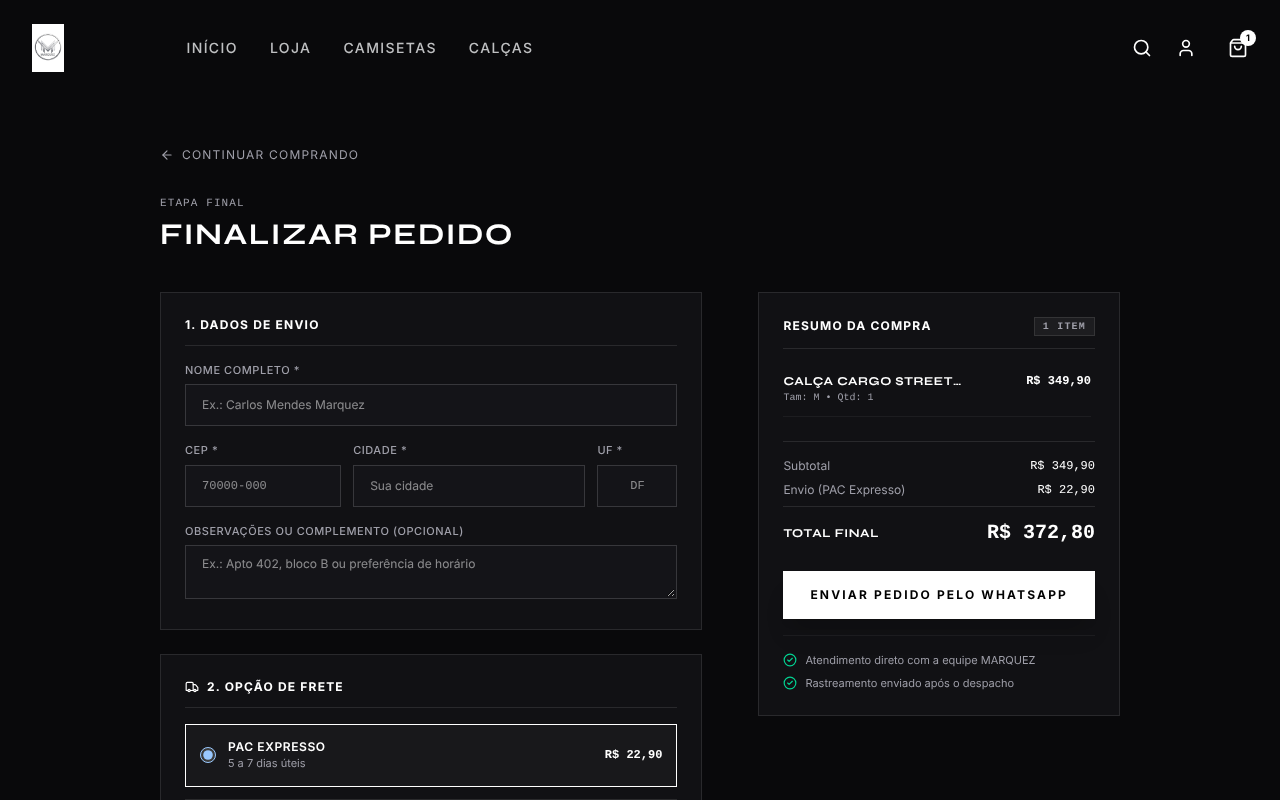 INÍCIO LOJA CAMISETAS CALÇAS
1
CONTINUAR COMPRANDO
ETAPA FINAL
FINALIZAR PEDIDO
1. DADOS DE ENVIO
NOME COMPLETO *
Ex.: Carlos Mendes Marquez
CEP * CIDADE * UF *
70000-000 Sua cidade DF
OBSERVAÇÕES OU COMPLEMENTO (OPCIONAL)
Ex.: Apto 402, bloco B ou preferência de horário
2. OPÇÃO DE FRETE
PAC EXPRESSO
5 a 7 dias úteis
R$ 22,90
RESUMO DA COMPRA 1 ITEM
CALÇA CARGO STREET… R$ 349,90
Tam: M • Qtd: 1
Subtotal R$ 349,90
Envio (PAC Expresso) R$ 22,90
TOTAL FINAL R$ 372,80
ENVIAR PEDIDO PELO WHATSAPP
Atendimento direto com a equipe MARQUEZ
Rastreamento enviado após o despacho